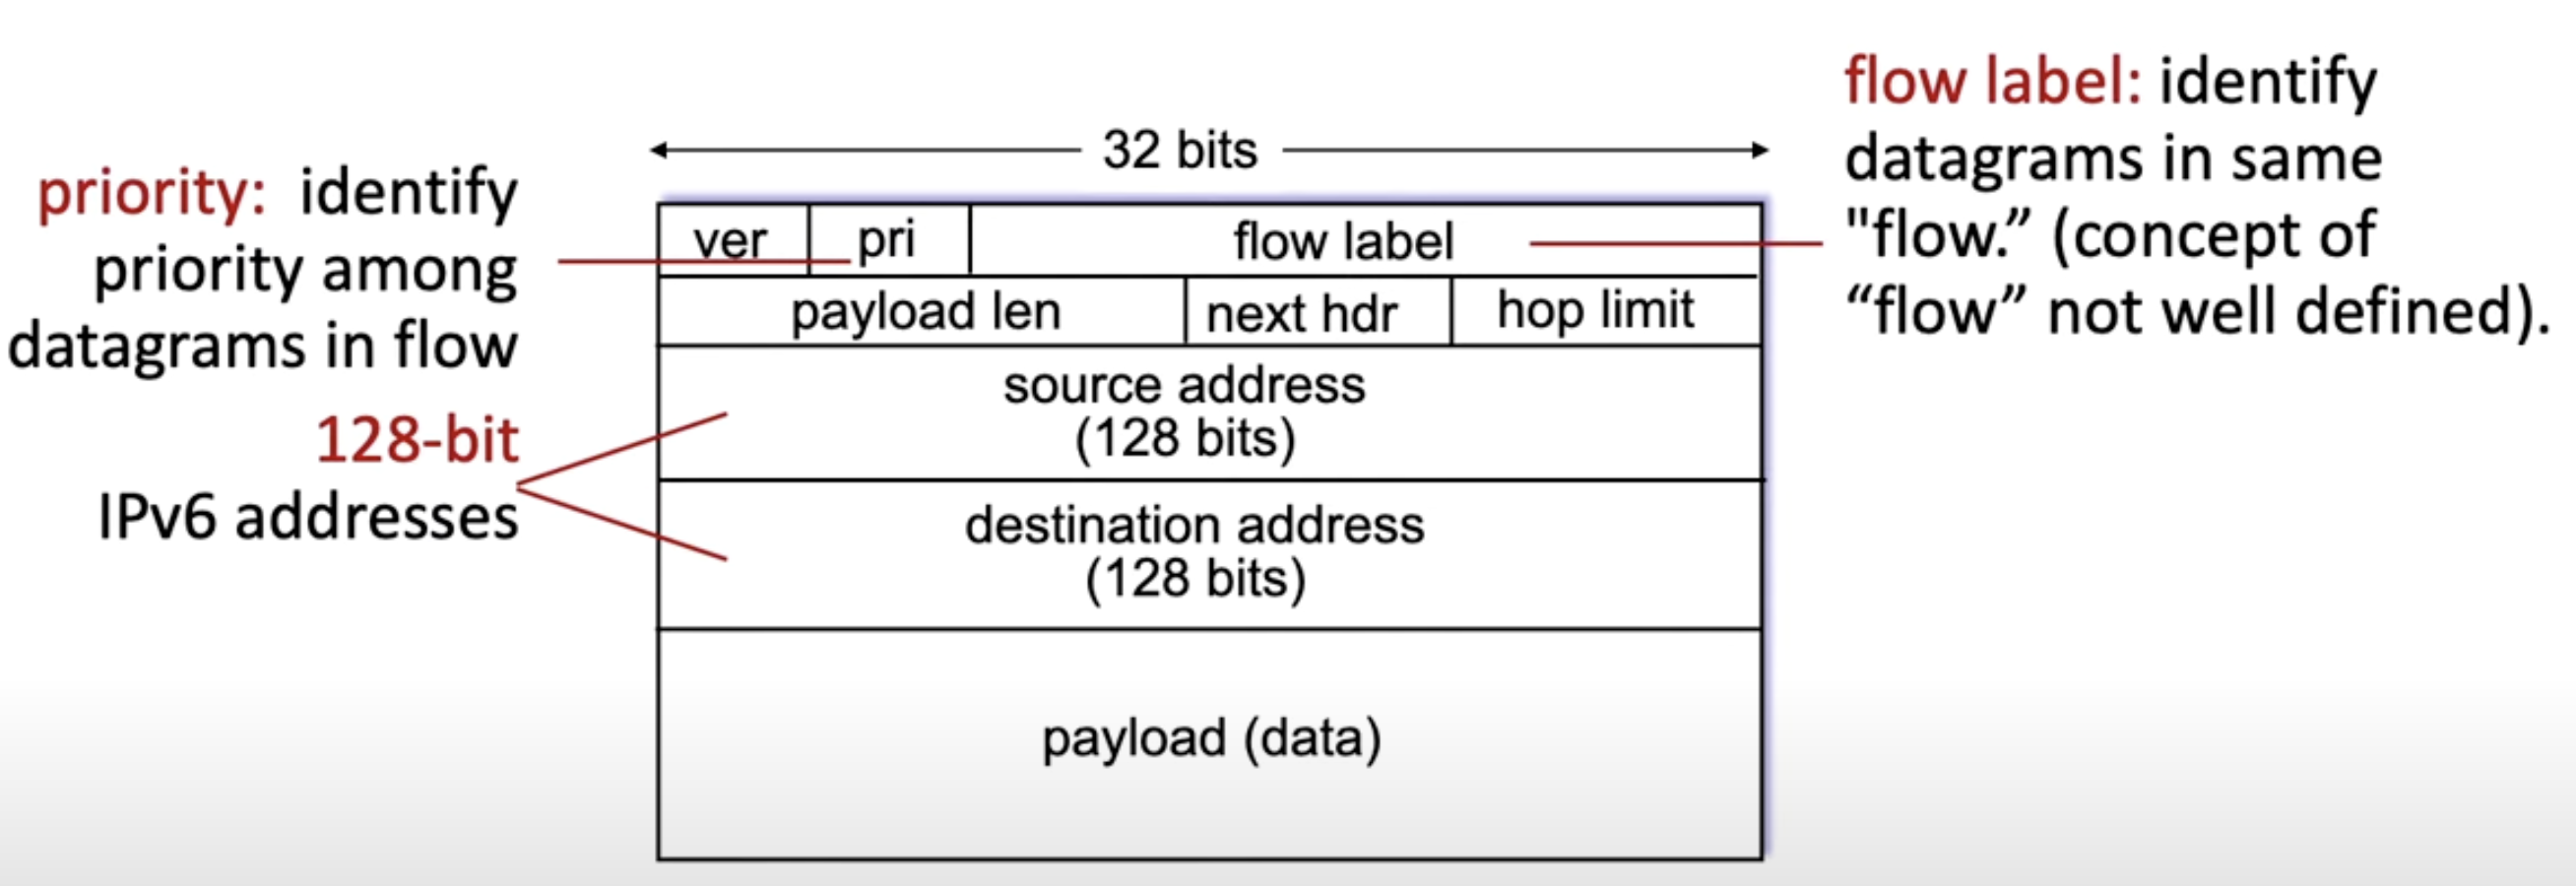 32 bits
priority: identify
priority among
datagrams in flow
128-bit
IPv6 addresses
ver pri flow label
payload len next hdr hop limit
source address
(128 bits)
destination address
(128 bits)
payload (data)
flow label: identify
datagrams in same
"flow.” (concept of
“flow” not well defined).